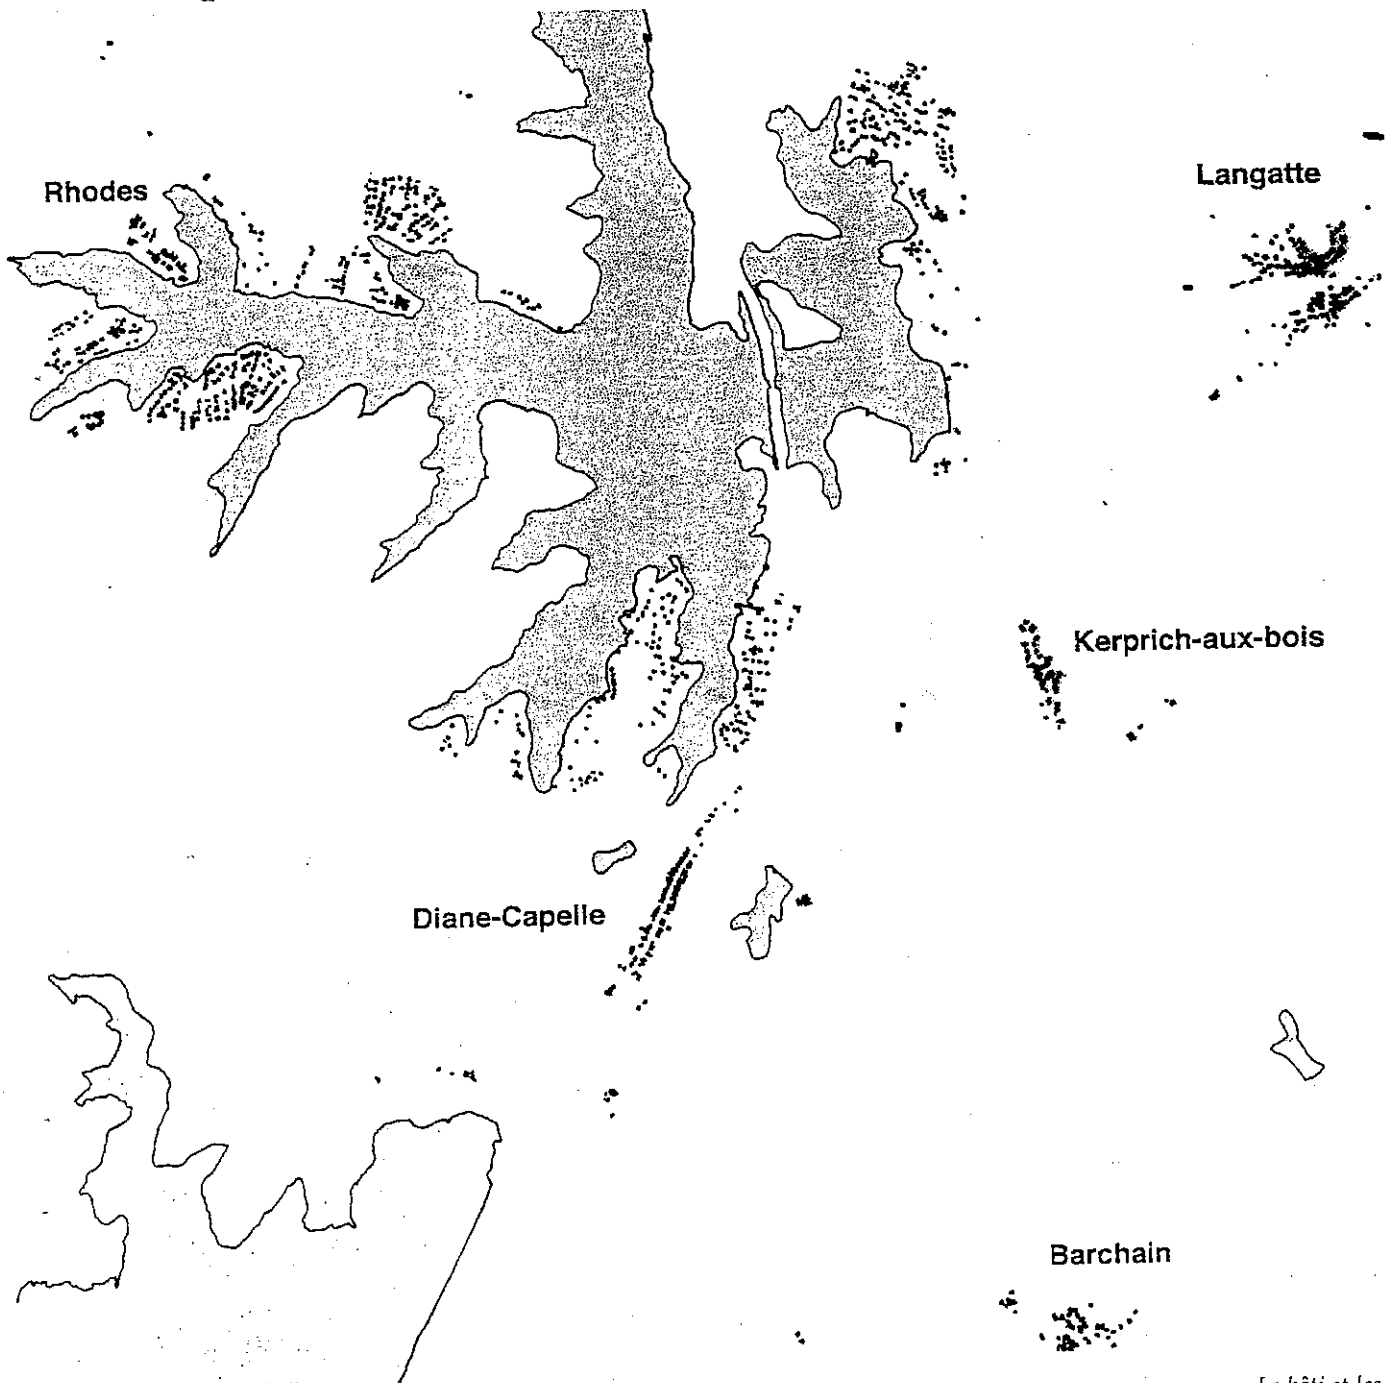 Rhodes
Langatte
Kerprich-aux-bois
Diane-Capelle
Barchain